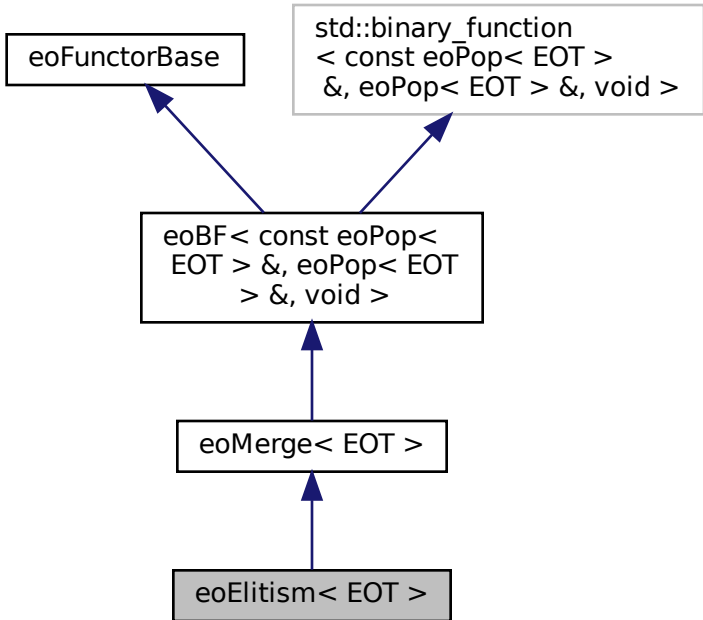 eoFunctorBase
std::binary_function
< const eoPop< EOT >
&, eoPop< EOT > &, void >
eoBF< const eoPop<
EOT > &, eoPop< EOT
> &, void >
eoMerge< EOT >
eoElitism< EOT >